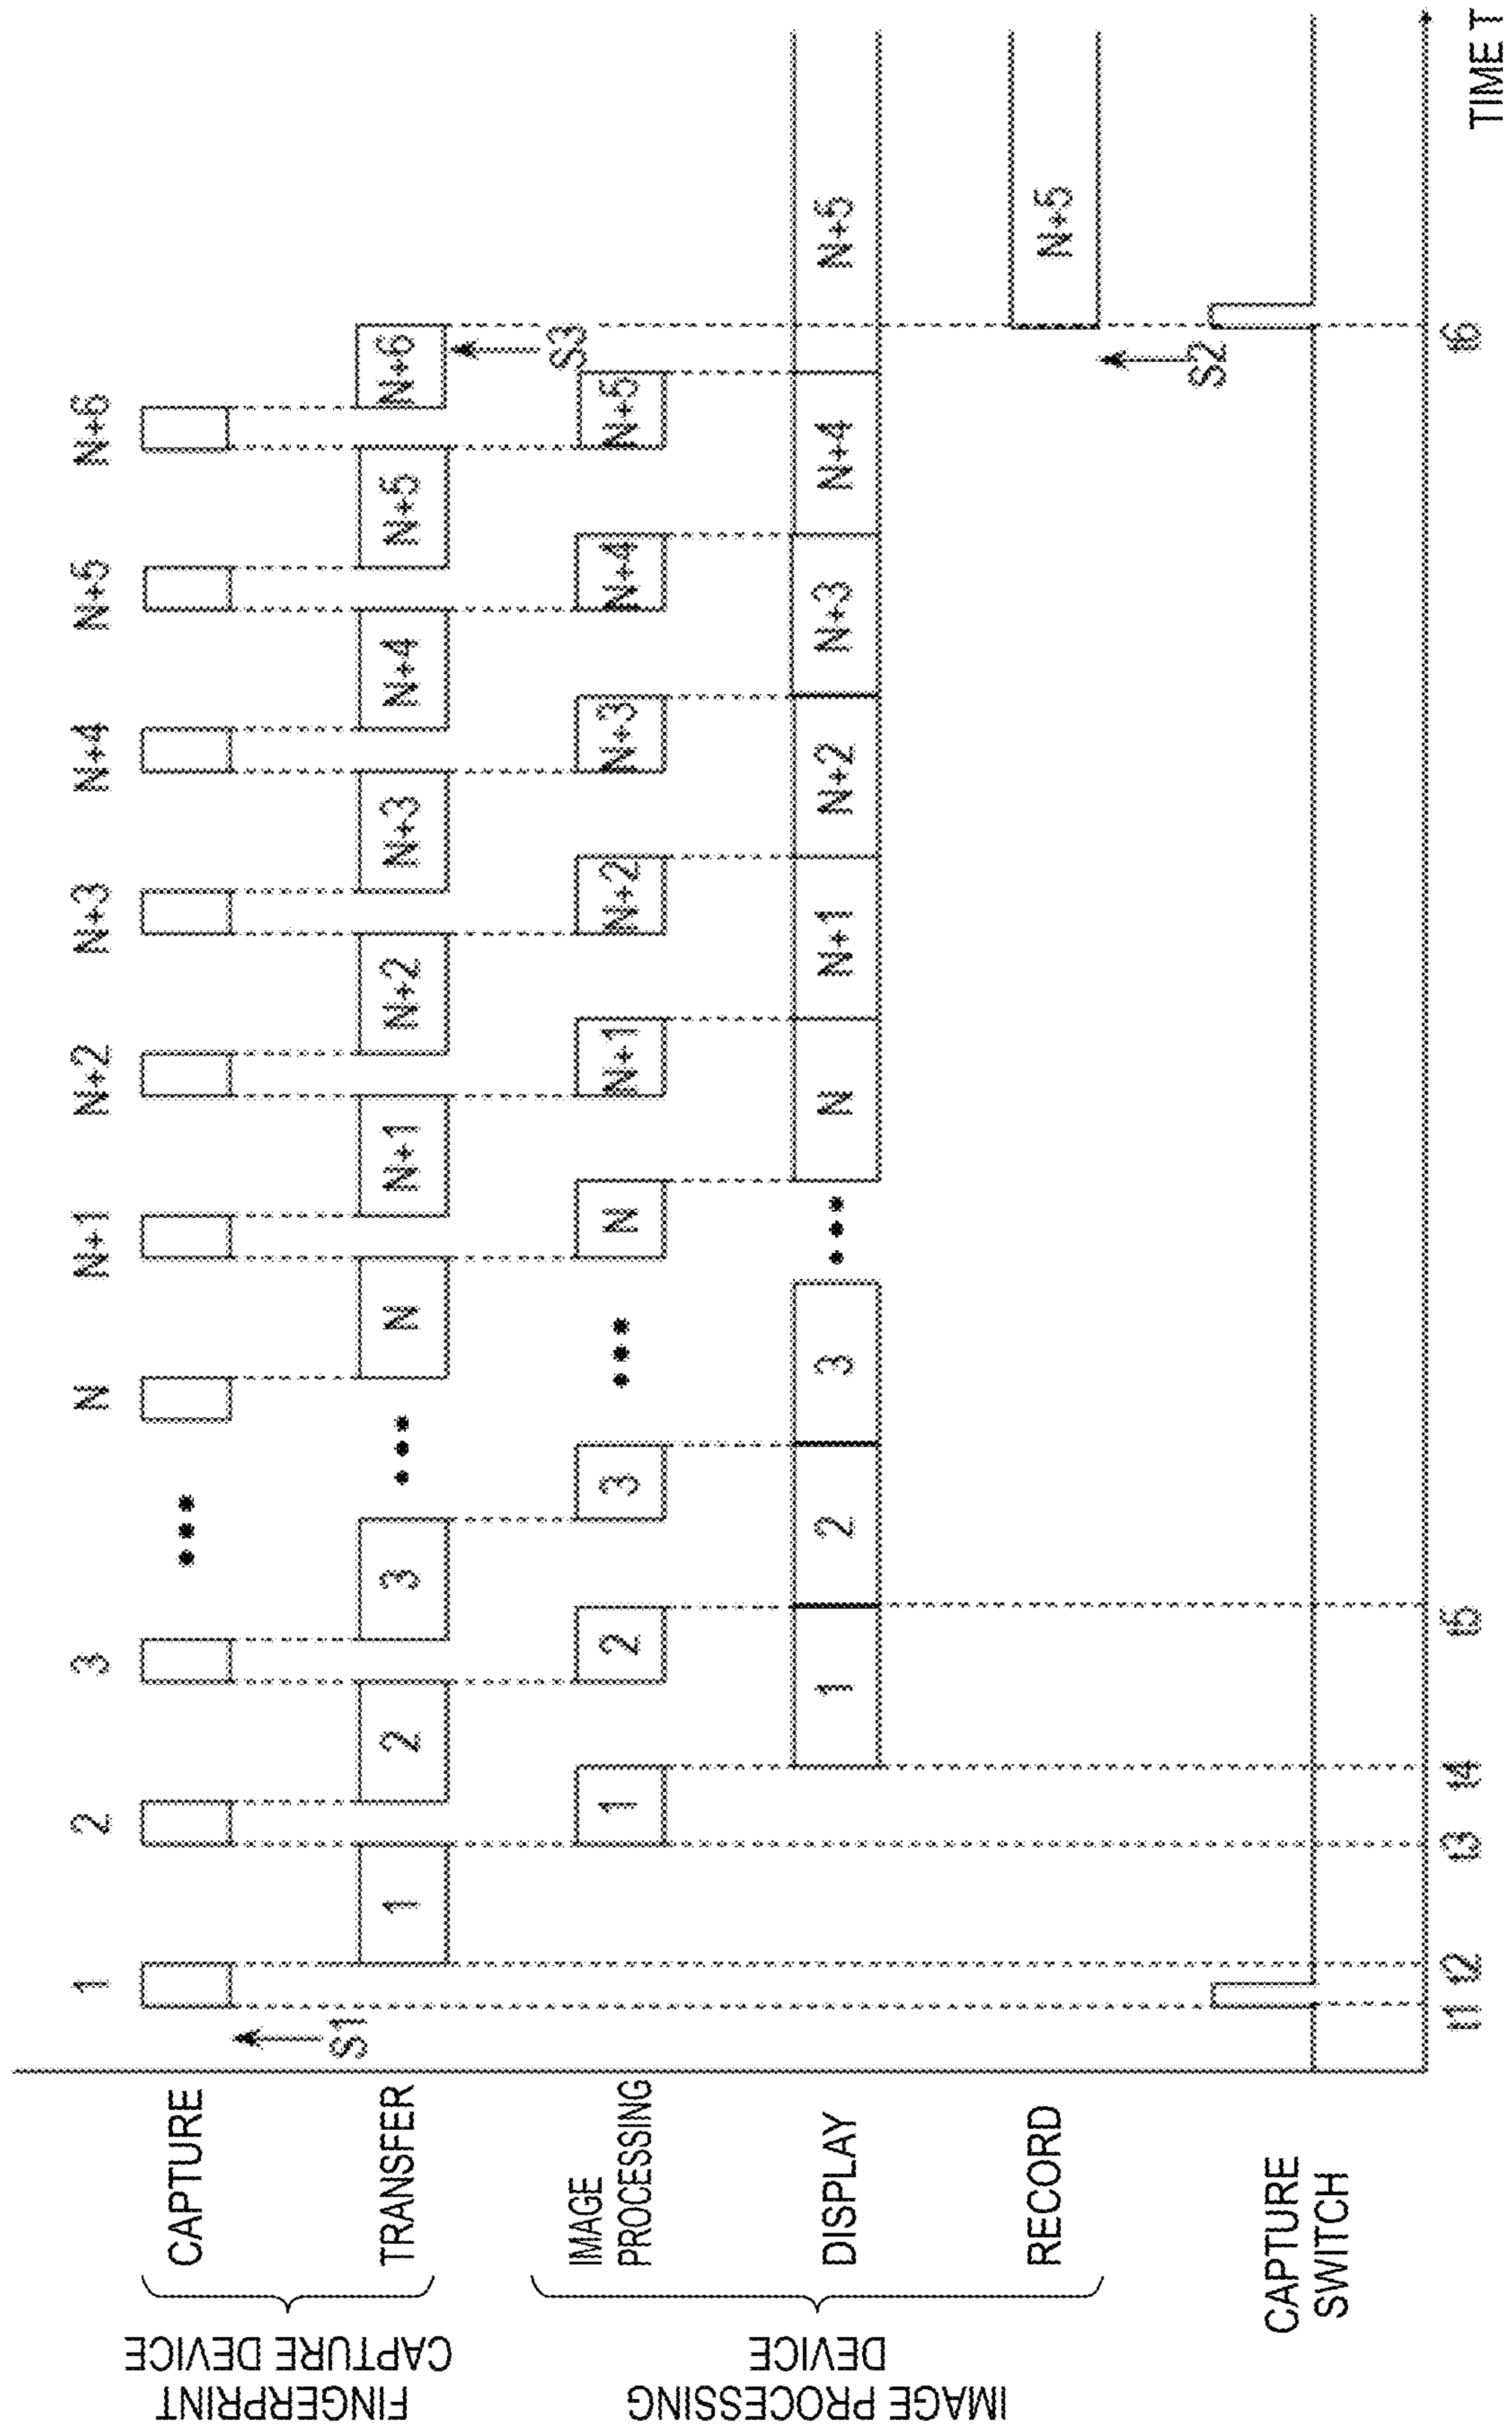 FINGERPRINT
CAPTURE DEVICE
IMAGE PROCESSING
DEVICE
CAPTURE
1
2
3
•••
N
N+1
N+2
N+3
N+4
N+5
N+6
S1
TRANSFER
1
2
3
•••
N
N+1
N+2
N+3
N+4
N+5
N+6
S3
IMAGE
PROCESSING
1
2
3
•••
N
N+1
N+2
N+3
N+4
N+5
DISPLAY
1
2
3
•••
N
N+1
N+2
N+3
N+4
N+5
RECORD
N+5
S2
CAPTURE
SWITCH
t1
t2
t3
t4
t5
t6
TIME T